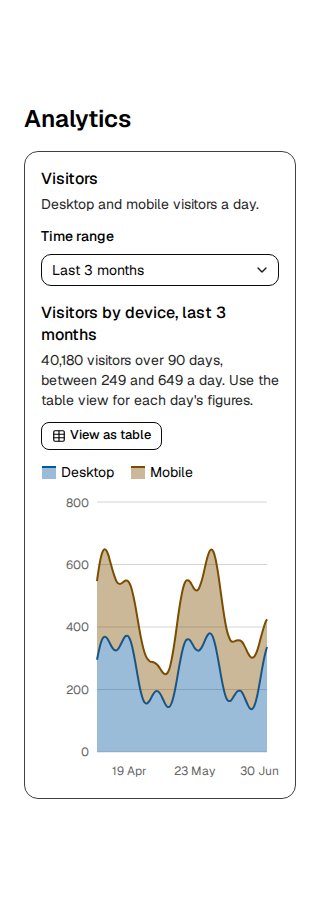 Analytics
Visitors
Desktop and mobile visitors a day.
Time range
Last 3 months
Visitors by device, last 3
months
40,180 visitors over 90 days,
between 249 and 649 a day. Use the
table view for each day's figures.
View as table
Desktop Mobile
800
600
400
200
0
19 Apr 23 May 30 Jun